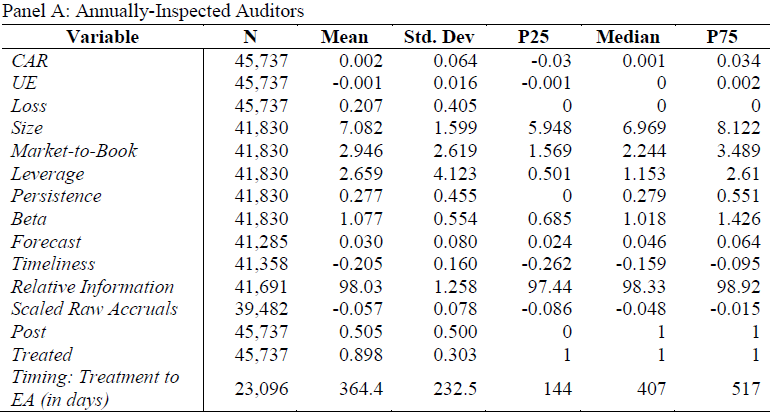 Panel A: Annually-Inspected Auditors
Variable N Mean Std. Dev P25 Median P75
CAR 45,737 0.002 0.064 -0.03 0.001 0.034
UE 45,737 -0.001 0.016 -0.001 0 0.002
Loss 45,737 0.207 0.405 0 0 0
Size 41,830 7.082 1.599 5.948 6.969 8.122
Market-to-Book 41,830 2.946 2.619 1.569 2.244 3.489
Leverage 41,830 2.659 4.123 0.501 1.153 2.61
Persistence 41,830 0.277 0.455 0 0.279 0.551
Beta 41,830 1.077 0.554 0.685 1.018 1.426
Forecast 41,285 0.030 0.080 0.024 0.046 0.064
Timeliness 41,358 -0.205 0.160 -0.262 -0.159 -0.095
Relative Information 41,691 98.03 1.258 97.44 98.33 98.92
Scaled Raw Accruals 39,482 -0.057 0.078 -0.086 -0.048 -0.015
Post 45,737 0.505 0.500 0 1 1
Treated 45,737 0.898 0.303 1 1 1
Timing: Treatment to
EA (in days) 23,096 364.4 232.5 144 407 517